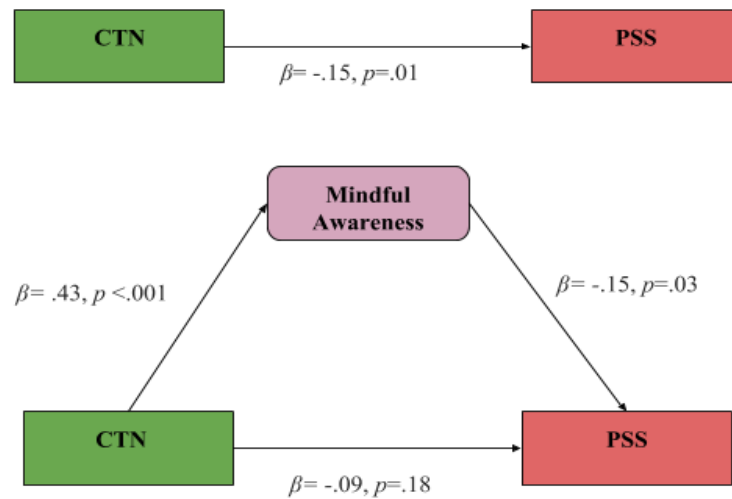 CTN
PSS
β= -.15, p=.01
Mindful
Awareness
β= .43, p <.001
β= -.15, p=.03
CTN
PSS
β= -.09, p=.18